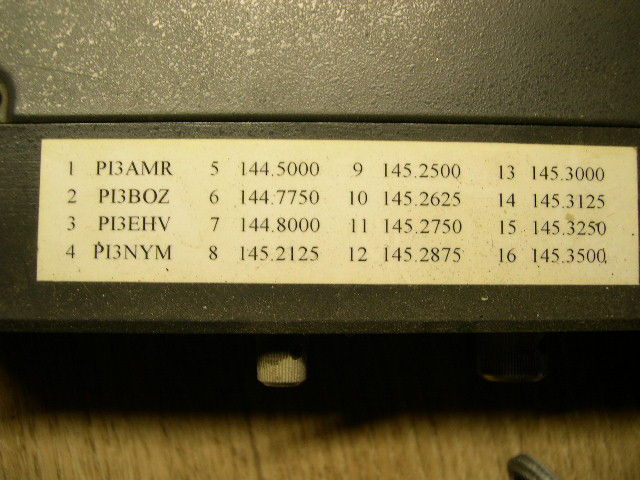 1 PI3AMR 5 144.5000 9 145.2500 13 145.3000
2 PI3BOZ 6 144.7750 10 145.2625 14 145.3125
3 PI3EHV 7 144.8000 11 145.2750 15 145.3250
4 PI3NYM 8 145.2125 12 145.2875 16 145.3500